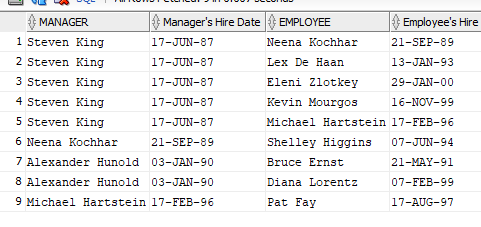 MANAGER Manager's Hire Date EMPLOYEE Employee's Hire
1 Steven King 17-JUN-87 Neena Kochhar 21-SEP-89
2 Steven King 17-JUN-87 Lex De Haan 13-JAN-93
3 Steven King 17-JUN-87 Eleni Zlotkey 29-JAN-00
4 Steven King 17-JUN-87 Kevin Mourgos 16-NOV-99
5 Steven King 17-JUN-87 Michael Hartstein 17-FEB-96
6 Neena Kochhar 21-SEP-89 Shelley Higgins 07-JUN-94
7 Alexander Hunold 03-JAN-90 Bruce Ernst 21-MAY-91
8 Alexander Hunold 03-JAN-90 Diana Lorentz 07-FEB-99
9 Michael Hartstein 17-FEB-96 Pat Fay 17-AUG-97